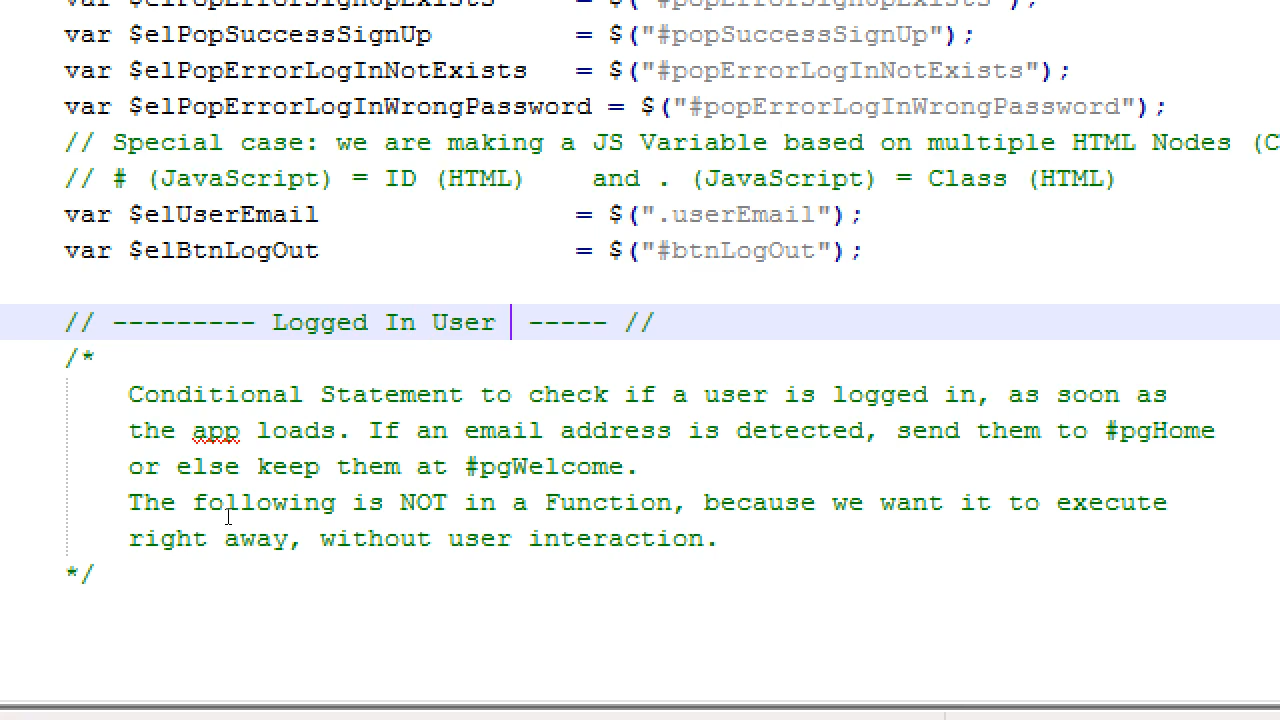 var $elPopErrorSignUpExists = $("#popErrorSignUpExists");
var $elPopSuccessSignUp = $("#popSuccessSignUp");
var $elPopErrorLogInNotExists = $("#popErrorLogInNotExists");
var $elPopErrorLogInWrongPassword = $("#popErrorLogInWrongPassword");
// Special case: we are making a JS Variable based on multiple HTML Nodes (C
// # (JavaScript) = ID (HTML) and . (JavaScript) = Class (HTML)
var $elUserEmail = $(".userEmail");
var $elBtnLogOut = $("#btnLogOut");
// --------- Logged In User ----- //
/*
Conditional Statement to check if a user is logged in, as soon as
the app loads. If an email address is detected, send them to #pgHome
or else keep them at #pgWelcome.
The following is NOT in a Function, because we want it to execute
right away, without user interaction.
*/